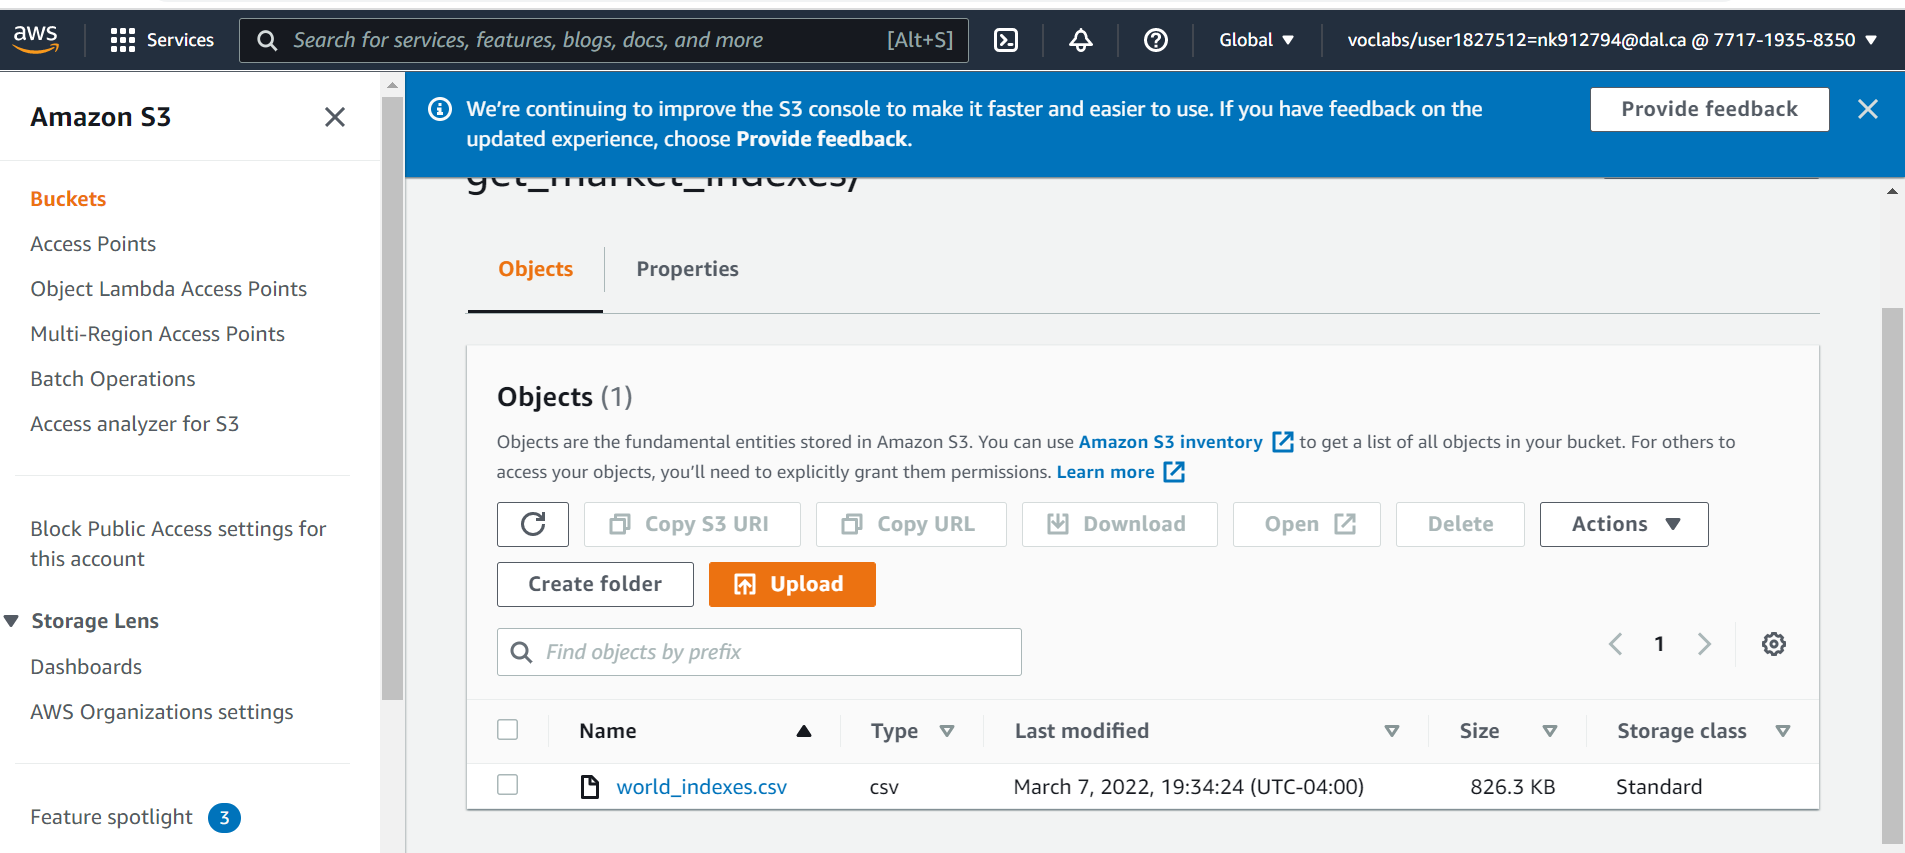 aws
Services
Search for services, features, blogs, docs, and more [Alt+S]
Global ▼
voclabs/user1827512=nk912794@dal.ca @ 7717-1935-8350 ▼
Amazon S3
Buckets
Access Points
Object Lambda Access Points
Multi-Region Access Points
Batch Operations
Access analyzer for S3
Block Public Access settings for
this account
Storage Lens
Dashboards
AWS Organizations settings
Feature spotlight 3
We’re continuing to improve the S3 console to make it faster and easier to use. If you have feedback on the
updated experience, choose Provide feedback.
Provide feedback
get_market_indexes/
Objects
Properties
Objects (1)
Objects are the fundamental entities stored in Amazon S3. You can use Amazon S3 inventory to get a list of all objects in your bucket. For others to
access your objects, you’ll need to explicitly grant them permissions. Learn more
Copy S3 URI
Copy URL
Download
Open
Delete
Actions ▼
Create folder
Upload
Find objects by prefix
1
Name Type Last modified Size Storage class
world_indexes.csv csv March 7, 2022, 19:34:24 (UTC-04:00) 826.3 KB Standard